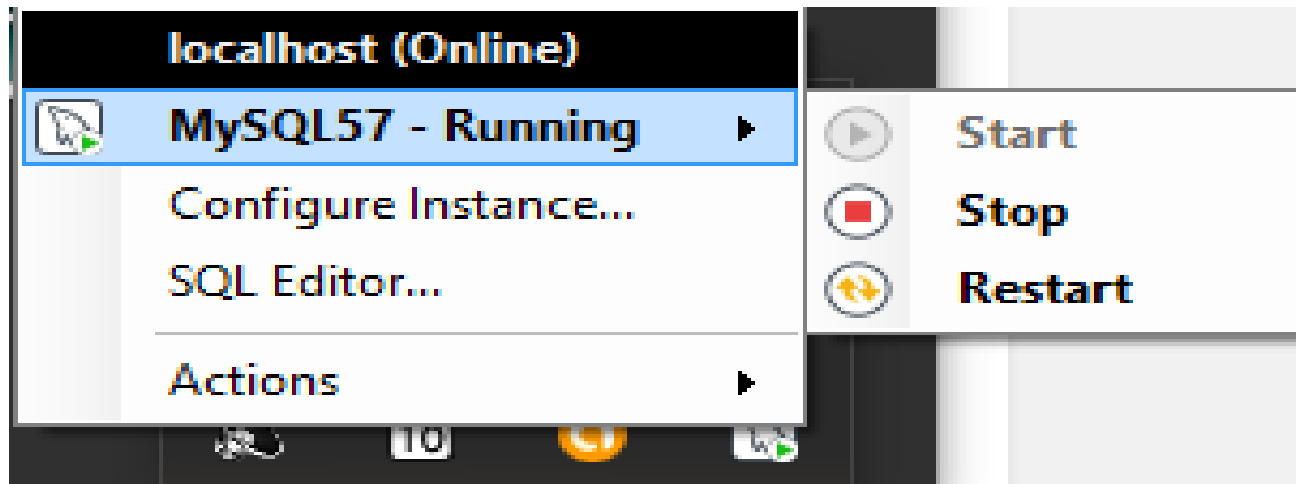 localhost (Online)
MySQL57 - Running
Configure Instance...
SQL Editor...
Actions
Start
Stop
Restart
10